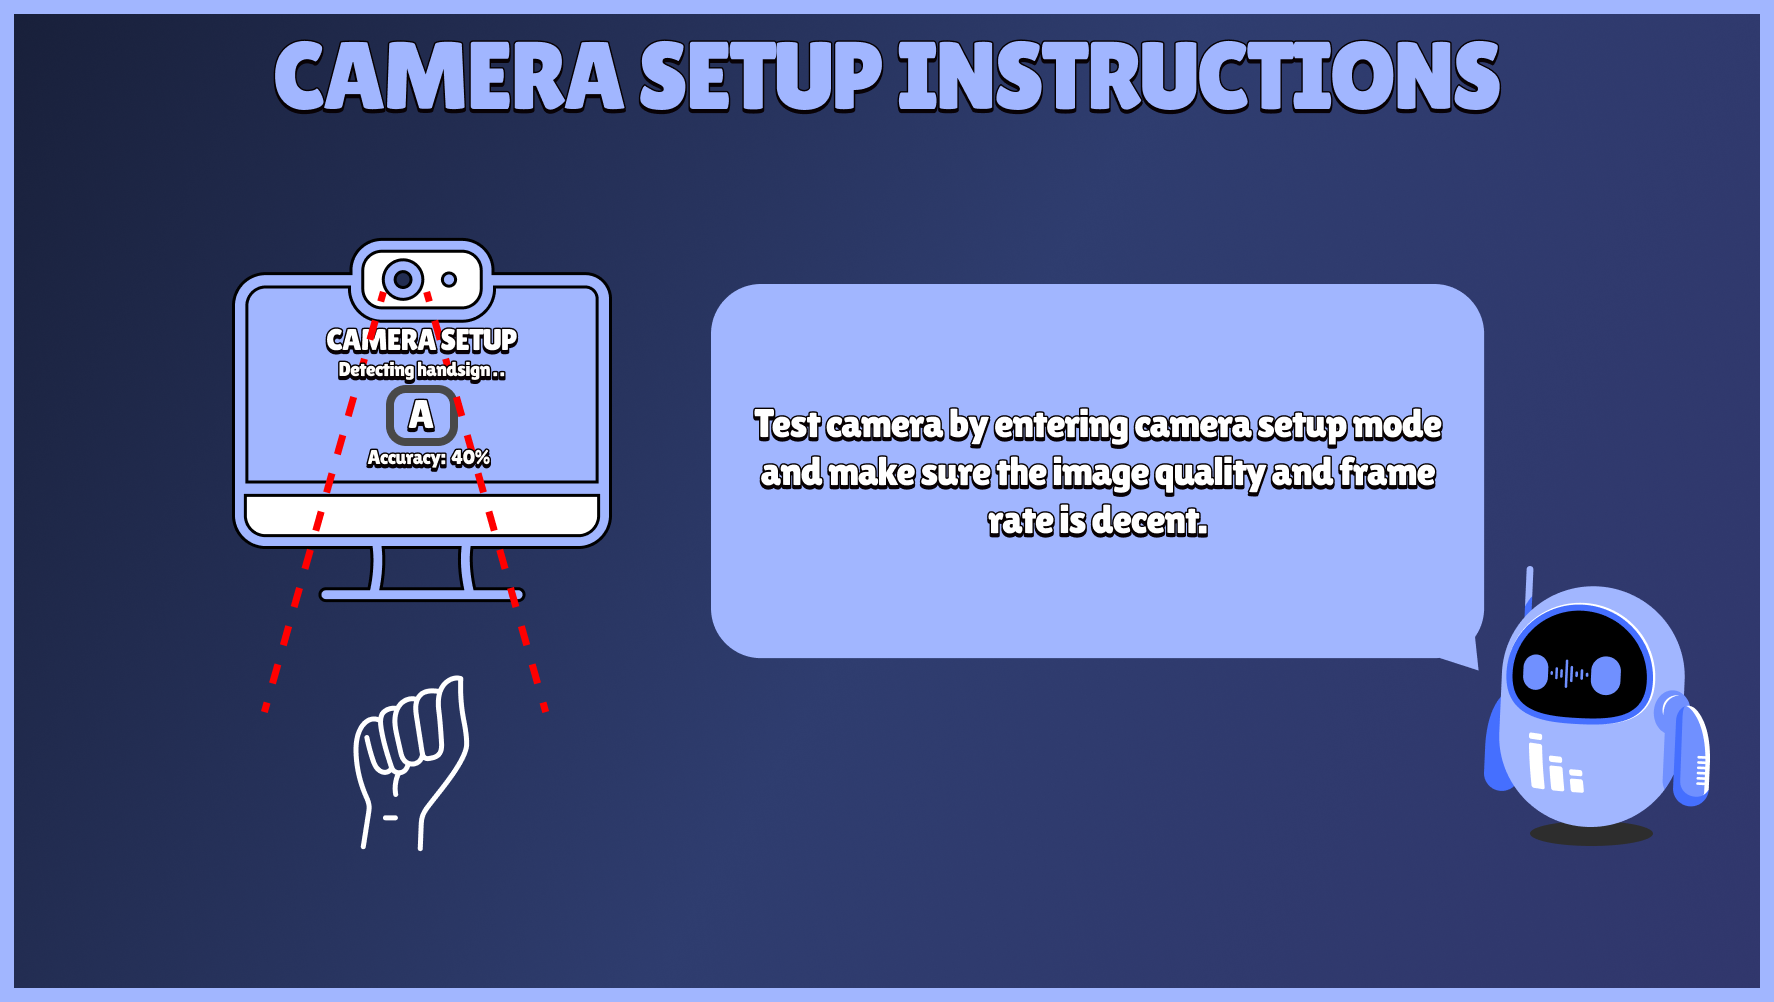 CAMERA SETUP INSTRUCTIONS
CAMERA SETUP
Detecting handsign..
A
Accuracy: 40%
Test camera by entering camera setup mode
and make sure the image quality and frame
rate is decent.